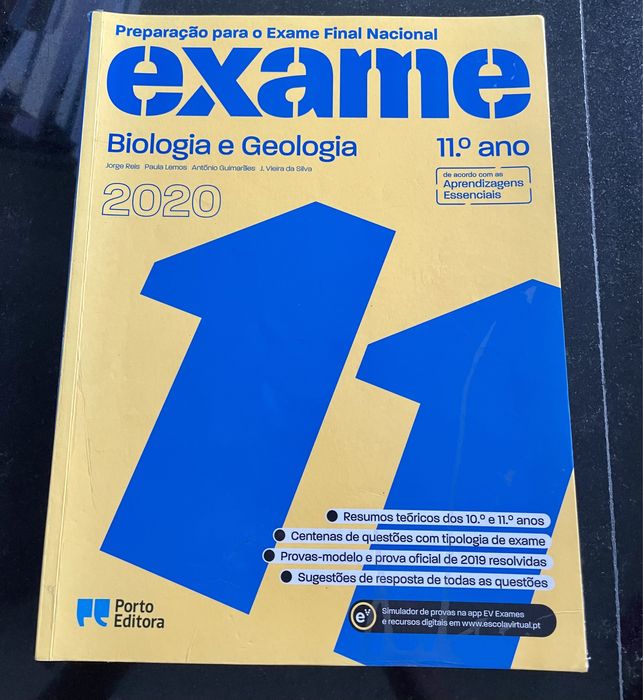 Preparação para o Exame Final Nacional
exame
Biologia e Geologia
11.º ano
Jorge Reis Paula Lemos António Guimarães J. Vieira da Silva
de acordo com as
Aprendizagens
Essenciais
2020
11
Resumos teóricos dos 10.º e 11.º anos
Centenas de questões com tipologia de exame
Provas-modelo e prova oficial de 2019 resolvidas
Sugestões de resposta de todas as questões
Porto
Editora
ev
Simulador de provas na app EV Exames
e recursos digitais em www.escolavirtual.pt